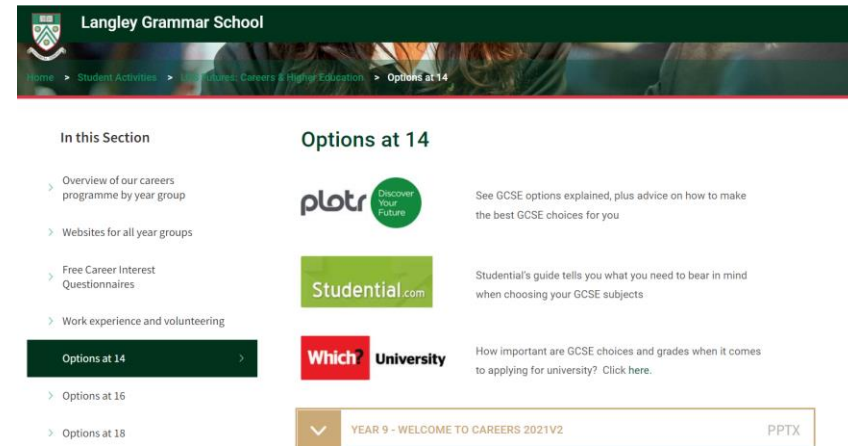 Langley Grammar School
Home > Student Activities > LGS Futures: Careers & Higher Education > Options at 14
In this Section
Overview of our careers
programme by year group
Websites for all year groups
Free Career Interest
Questionnaires
Work experience and volunteering
Options at 14
Options at 16
Options at 18
Options at 14
plotr Discover
Your
Future
See GCSE options explained, plus advice on how to make
the best GCSE choices for you
Studential.com
Studential's guide tells you what you need to bear in mind
when choosing your GCSE subjects
Which? University
How important are GCSE choices and grades when it comes
to applying for university? Click here.
YEAR 9 - WELCOME TO CAREERS 2021V2 PPTX